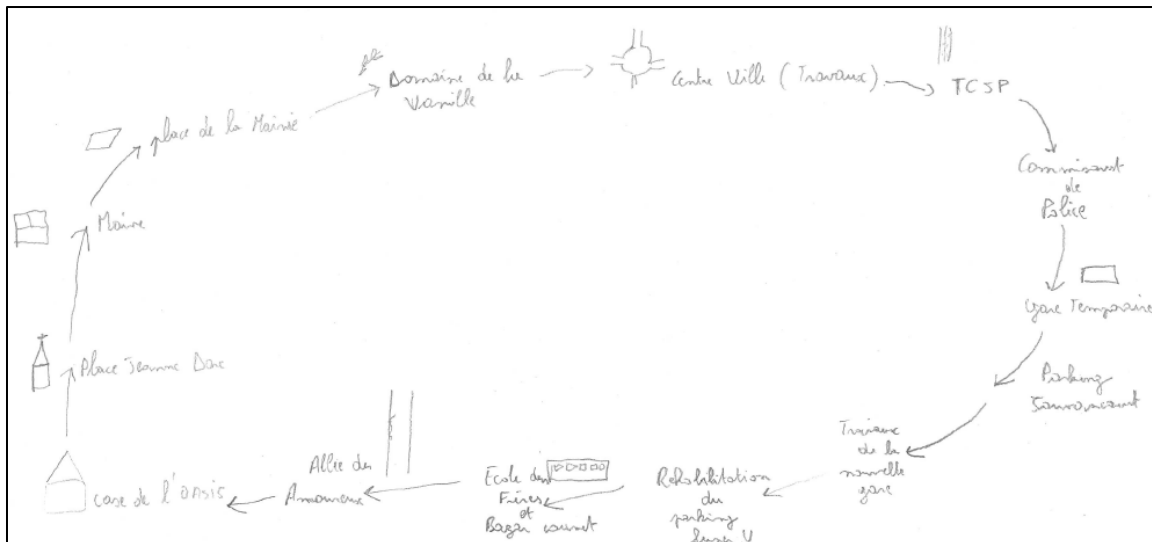 Domaine de la
Vanille
Centre Ville (Travaux)
TCSP
place de la Mairie
Commissariat
de
Police
Mairie
Gare Temporaire
Place Jeanne Darc
Parking
Travaux
de la
nouvelle
gare
Allée des
Amoureux
Ecole des
Frères
et
Bazar
Réhabilitation
du
parking
Super U
case de l'Oasis